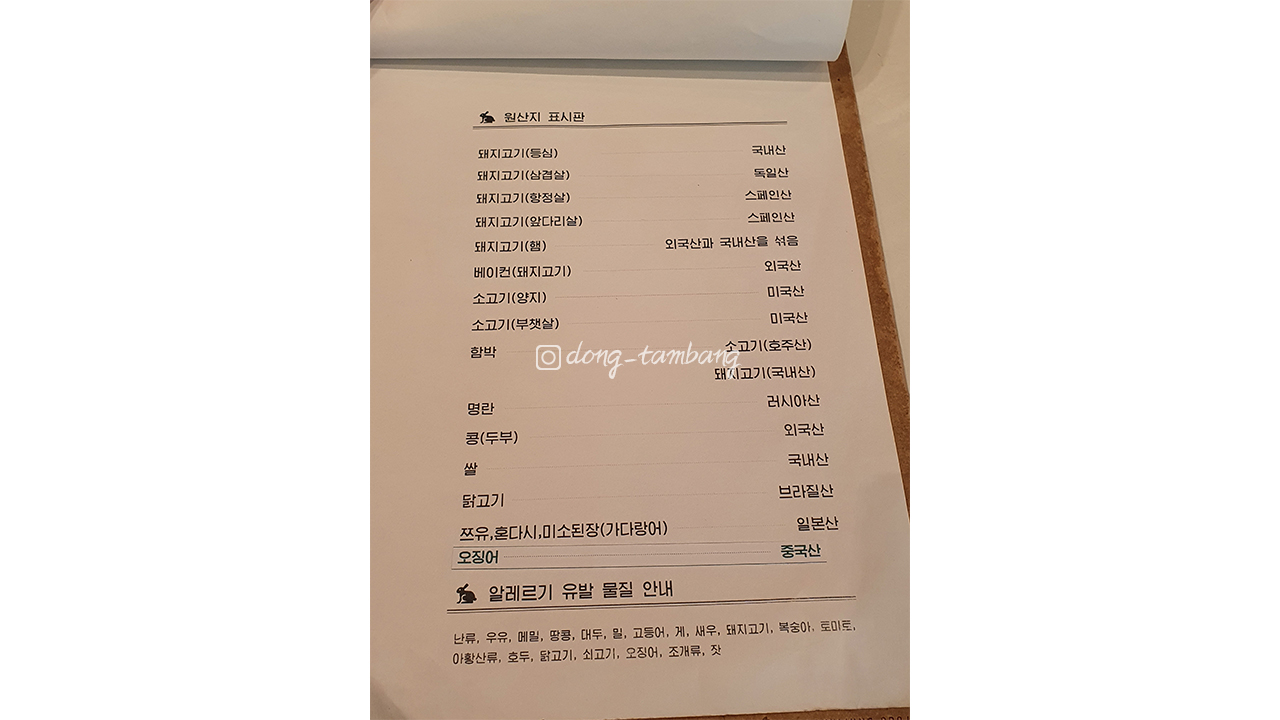 원산지 표시판
돼지고기(등심) 국내산
돼지고기(삼겹살) 독일산
돼지고기(항정살) 스페인산
돼지고기(앞다리살) 스페인산
돼지고기(햄) 외국산과 국내산을 섞음
베이컨(돼지고기) 외국산
소고기(양지) 미국산
소고기(부챗살) 미국산
함박 소고기(호주산)
dong_tambang
돼지고기(국내산)
명란 러시아산
콩(두부) 외국산
쌀 국내산
닭고기 브라질산
쯔유,혼다시,미소된장(가다랑어) 일본산
오징어 중국산
알레르기 유발 물질 안내
난류, 우유, 메밀, 땅콩, 대두, 밀, 고등어, 게, 새우, 돼지고기, 복숭아, 토마토,
아황산류, 호두, 닭고기, 쇠고기, 오징어, 조개류, 잣